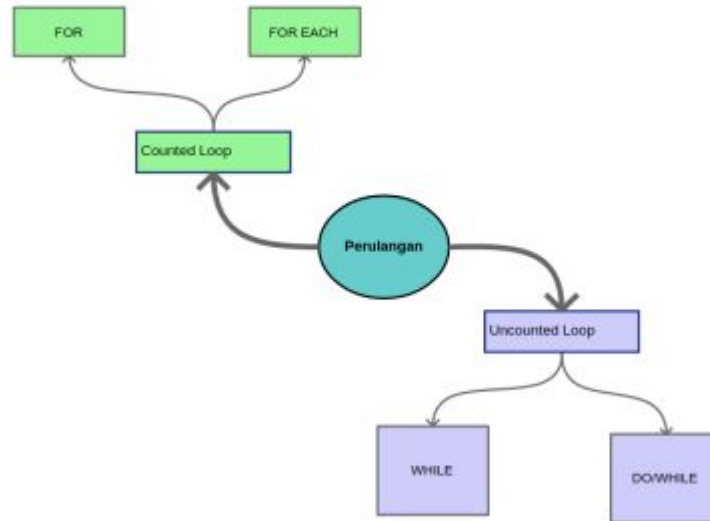 FOR
FOR EACH
Counted Loop
Perulangan
Uncounted Loop
WHILE
DO/WHILE